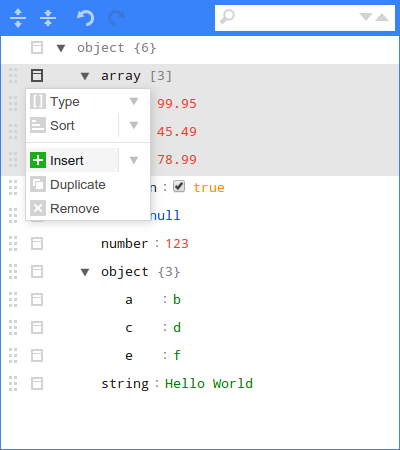 object {6}
array [3]
Type
99.95
Sort
45.49
Insert
78.99
Duplicate
n : true
Remove
null
number : 123
object {3}
a : b
c : d
e : f
string : Hello World